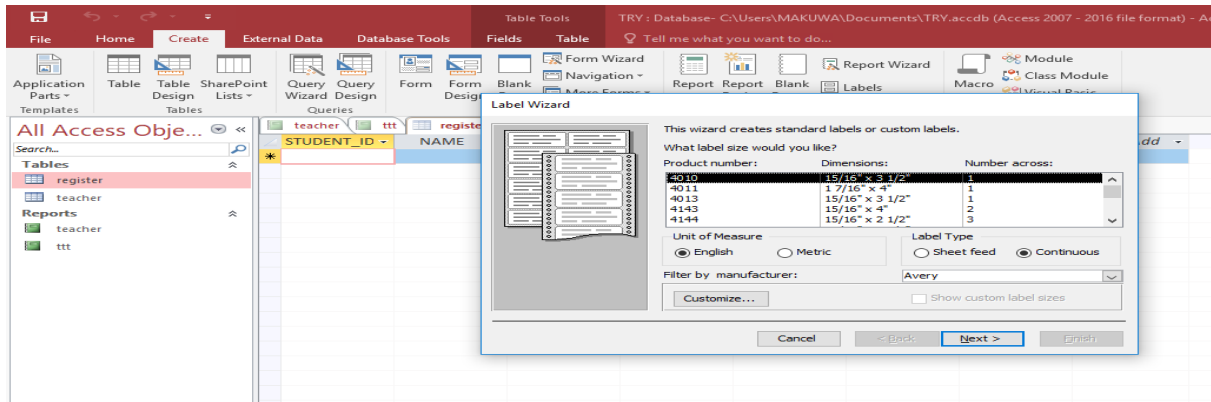 Table Tools TRY : Database- C:\Users\MAKUWA\Documents\TRY.accdb (Access 2007 - 2016 file format) -
File Home Create External Data Database Tools Fields Table Tell me what you want to do...
Application Parts Table Table Design SharePoint Lists Query Wizard Query Design Form Form Blank Form Wizard Navigation More Forms Report Report Blank Report Wizard Labels Macro Module Class Module Visual Basic
Templates Tables Queries
All Access Obje... «
Search...
Tables
register
teacher
Reports
teacher
ttt
teacher ttt
STUDENT_ID NAME
Label Wizard
This wizard creates standard labels or custom labels.
What label size would you like?
Product number: Dimensions: Number across:
4010 15/16" x 3 1/2" 1
4011 1 7/16" x 4" 1
4013 15/16" x 3 1/2" 1
4143 15/16" x 4" 2
4144 15/16" x 2 1/2" 3
Unit of Measure Label Type
English Metric Sheet feed Continuous
Filter by manufacturer: Avery
Customize... Show custom label sizes
Cancel < Back Next > Finish